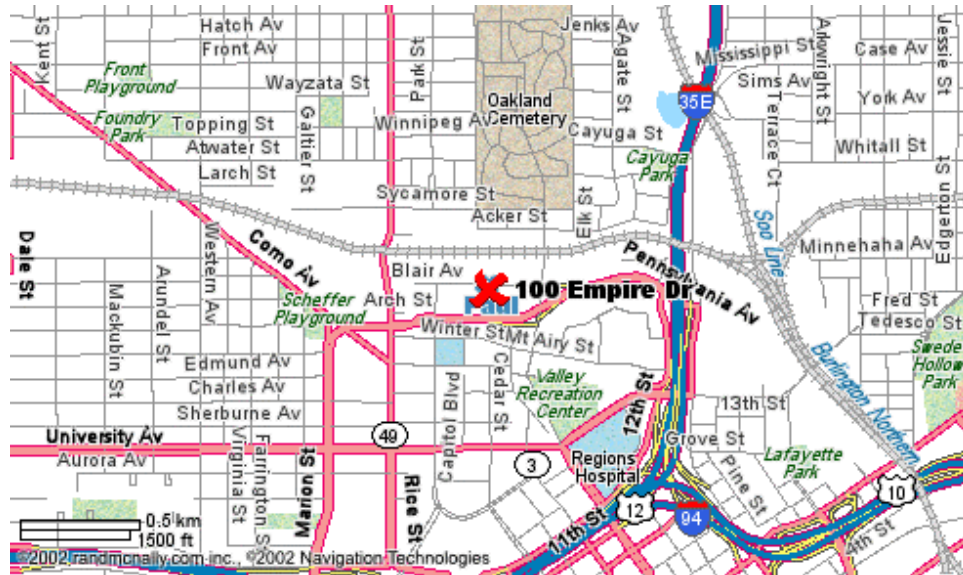 Hatch Av
Front Av
Jenks Av
Mississippi St
Case Av
Kent St
Front
Playground
Wayzata St
Park St
Agate St
Sims Av
Arkwright St
Jessie St
Oakland
Cemetery
35E
York Av
Foundry
Park
Topping St
Galtier St
Winnipeg Av
Cayuga St
Terrace Ct
Atwater St
Whitall St
Larch St
Cayuga
Park
Sycamore St
Acker St
Elk St
Edgerton St
Dale St
Western Av
Como Av
Soo Line
Minnehaha Av
Blair Av
Pennsylvania Av
100 Empire Dr
Paul
Mackubin St
Arundel St
Scheffer
Playground
Arch St
Fred St
Tedesco St
Winter St
Mt Airy St
Edmund Av
Charles Av
Capitol Blvd
Cedar St
Valley
Recreation
Center
Burlington Northern
Swede
Hollow
Park
Sherburne Av
12th St
13th St
University Av
49
Grove St
Aurora Av
Virginia St
Farrington St
Marion St
Rice St
3
Regions
Hospital
Pine St
Lafayette
Park
10
12
94
11th St
4th St
0.5 km
1500 ft
©2002 randmcnally.com inc., ©2002 Navigation Technologies